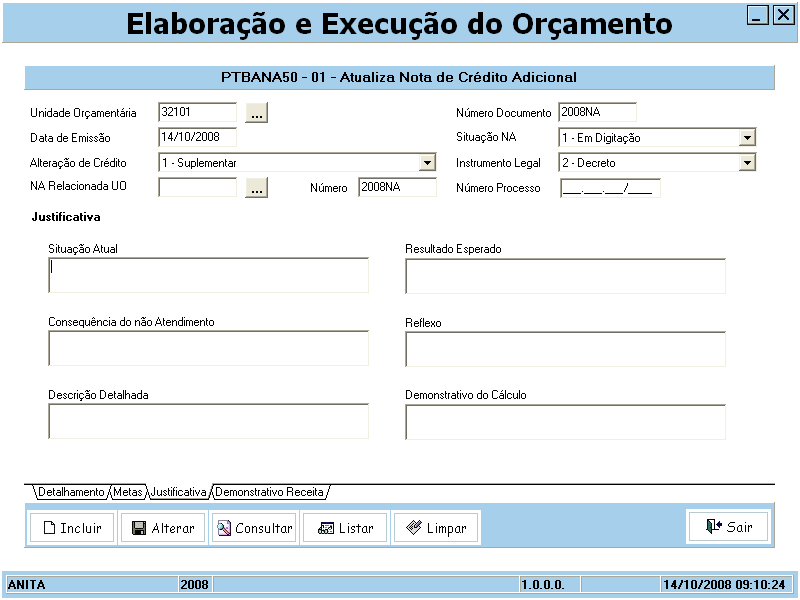 Elaboração e Execução do Orçamento
PTBANA50 - 01 - Atualiza Nota de Crédito Adicional
Unidade Orçamentária 32101 ... Número Documento 2008NA
Data de Emissão 14/10/2008 Situação NA 1 - Em Digitação
Alteração de Crédito 1 - Suplementar Instrumento Legal 2 - Decreto
NA Relacionada UO ... Número 2008NA Número Processo ___.___.___/____
Justificativa
Situação Atual Resultado Esperado
Consequência do não Atendimento Reflexo
Descrição Detalhada Demonstrativo do Cálculo
Detalhamento Metas Justificativa Demonstrativo Receita
Incluir Alterar Consultar Listar Limpar Sair
ANITA 2008 1.0.0.0. 14/10/2008 09:10:24